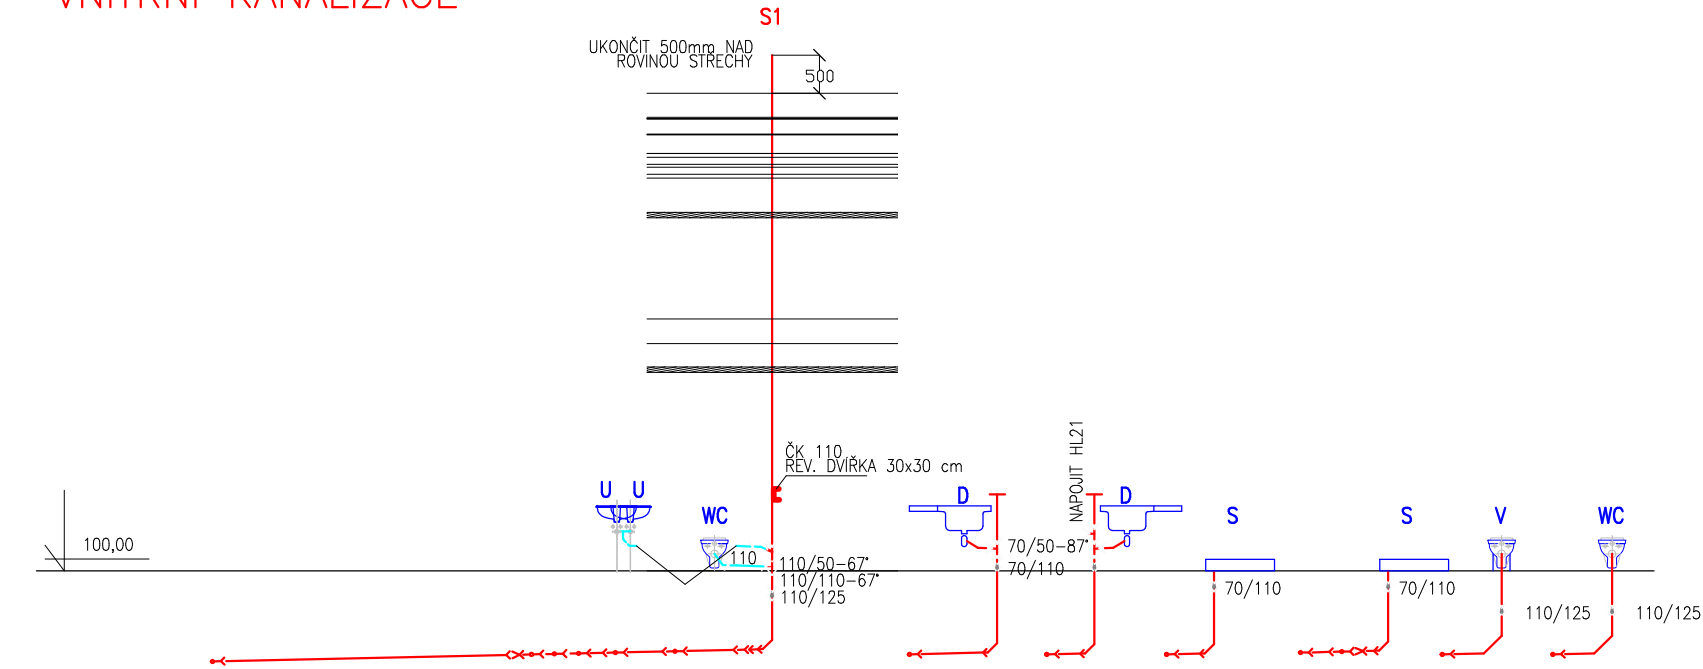 VNITŘNÍ KANALIZACE
S1
UKONČIT 500mm NAD
ROVINOU STŘECHY
500
ČK 110
REV. DVÍŘKA 30x30 cm
NAPOJIT HL21
U U
WC
D
D
S
S
V
WC
100,00
110
110/50-67°
110/110-67°
110/125
70/50-87°
70/110
70/110
70/110
110/125
110/125